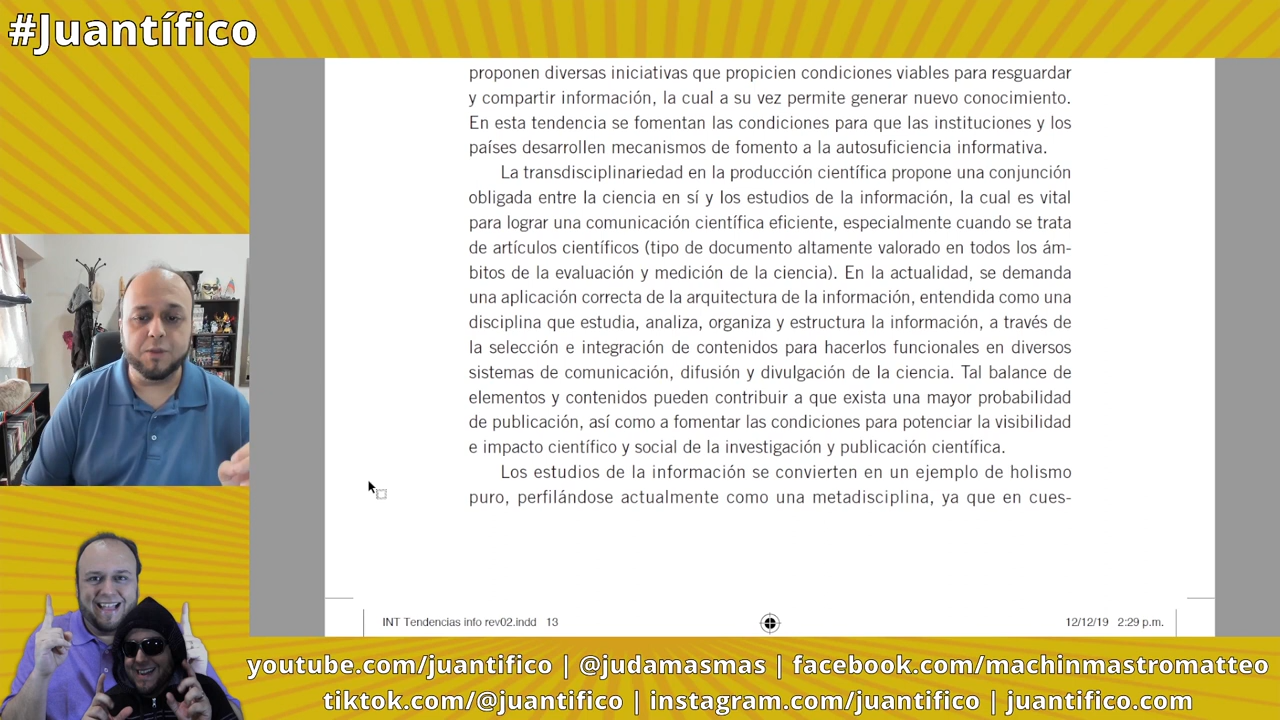 #Juantífico
proponen diversas iniciativas que propicien condiciones viables para resguardar
y compartir información, la cual a su vez permite generar nuevo conocimiento.
En esta tendencia se fomentan las condiciones para que las instituciones y los
países desarrollen mecanismos de fomento a la autosuficiencia informativa.
La transdisciplinariedad en la producción científica propone una conjunción
obligada entre la ciencia en sí y los estudios de la información, la cual es vital
para lograr una comunicación científica eficiente, especialmente cuando se trata
de artículos científicos (tipo de documento altamente valorado en todos los ám-
bitos de la evaluación y medición de la ciencia). En la actualidad, se demanda
una aplicación correcta de la arquitectura de la información, entendida como una
disciplina que estudia, analiza, organiza y estructura la información, a través de
la selección e integración de contenidos para hacerlos funcionales en diversos
sistemas de comunicación, difusión y divulgación de la ciencia. Tal balance de
elementos y contenidos pueden contribuir a que exista una mayor probabilidad
de publicación, así como a fomentar las condiciones para potenciar la visibilidad
e impacto científico y social de la investigación y publicación científica.
Los estudios de la información se convierten en un ejemplo de holismo
puro, perfilándose actualmente como una metadisciplina, ya que en cues-
INT Tendencias info rev02.indd 13
12/12/19 2:29 p.m.
youtube.com/juantifico | @judamasmas | facebook.com/machinmastromatteo
tiktok.com/@juantifico | instagram.com/juantifico | juantifico.com